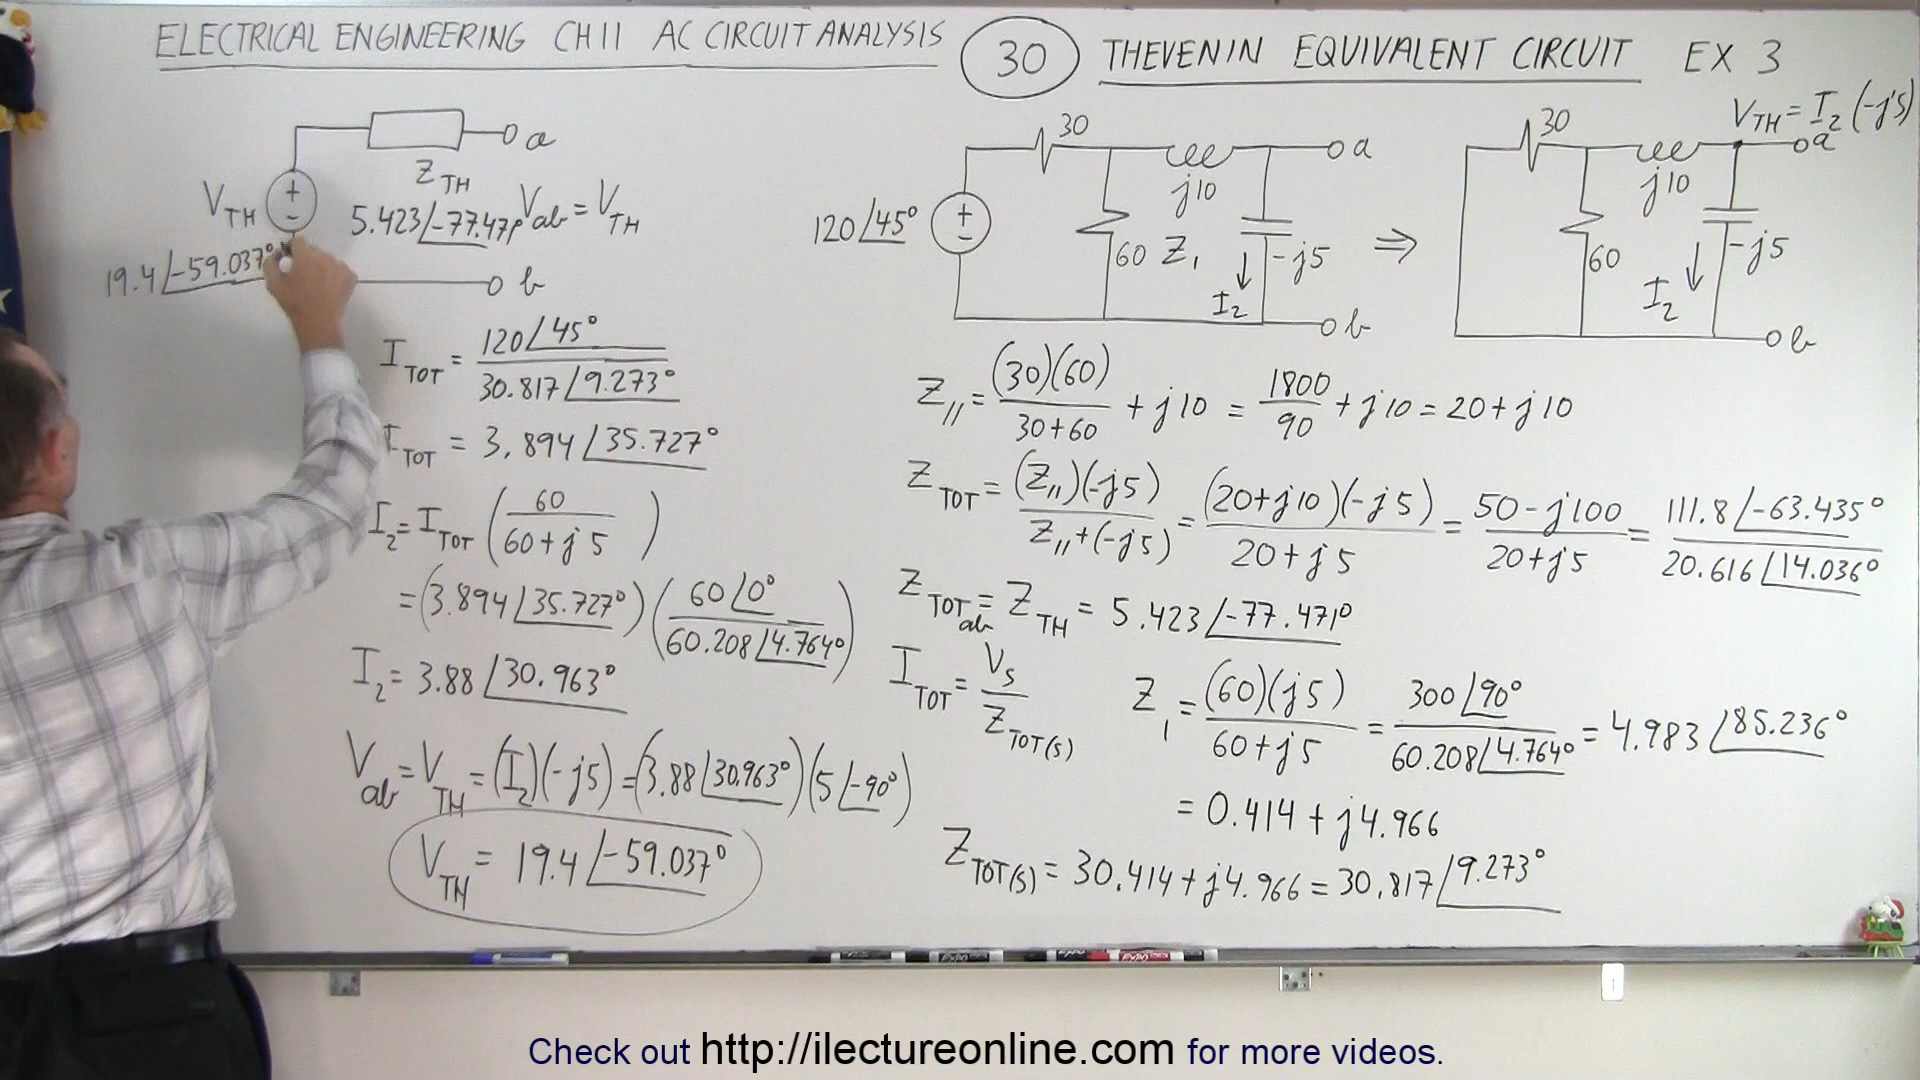 ELECTRICAL ENGINEERING CH 11 AC CIRCUIT ANALYSIS 30 THEVENIN EQUIVALENT CIRCUIT EX 3
a
Z_TH
V_TH + -
5.423∠-77.47° V_ab = V_TH
19.4∠-59.037°
b
I_TOT = 120∠45° / 30.817∠9.273°
I_TOT = 3.894∠35.727°
I_2 = I_TOT (60 / 60+j5)
= (3.894∠35.727°)(60∠0° / 60.208∠4.764°)
I_2 = 3.88∠30.963°
V_ab = V_TH = (I_2)(-j5) = (3.88∠30.963°)(5∠-90°)
V_TH = 19.4∠-59.037°
30
a
j10
120∠45° + -
60 Z_1
-j5
I_2
b
⇒
V_TH = I_2 (-j5)
30
a
j10
60
-j5
I_2
b
Z_// = (30)(60) / 30+60 + j10 = 1800 / 90 + j10 = 20+j10
Z_TOT = (Z_//)(-j5) / Z_//+(-j5) = (20+j10)(-j5) / 20+j5 = 50-j100 / 20+j5 = 111.8∠-63.435° / 20.616∠14.036°
Z_TOT ab = Z_TH = 5.423∠-77.471°
I_TOT = V_S / Z_TOT(S)
Z_1 = (60)(j5) / 60+j5 = 300∠90° / 60.208∠4.764° = 4.983∠85.236°
= 0.414+j4.966
Z_TOT(S) = 30.414+j4.966 = 30.817∠9.273°
EXPO
EXPO
Check out http://ilectureonline.com for more videos.